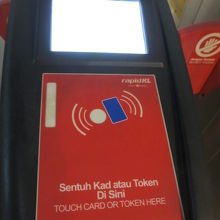 rapidKL
Sentuh Kad atau Token
Di Sini
TOUCH CARD OR TOKEN HERE